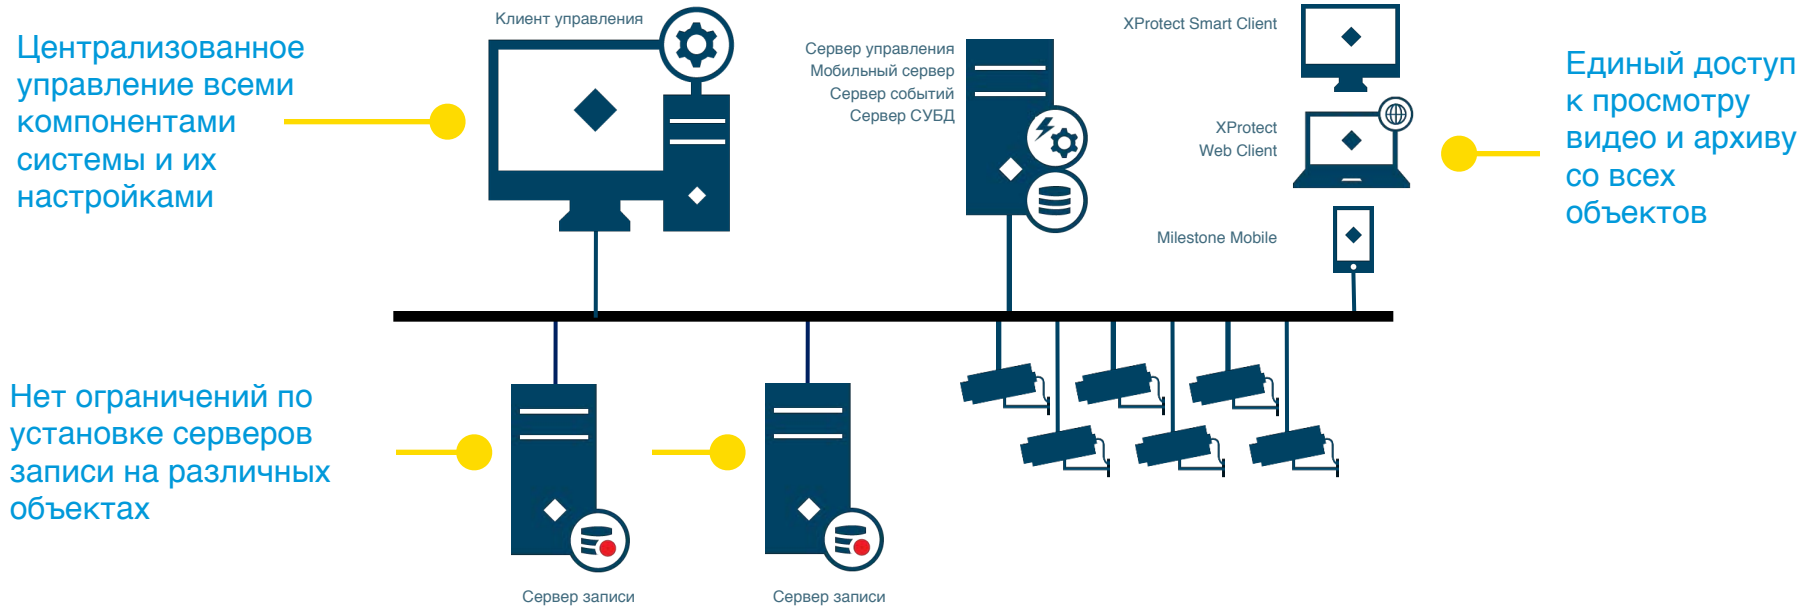 Централизованное
управление всеми
компонентами
системы и их
настройками
Клиент управления
Сервер управления
Мобильный сервер
Сервер событий
Сервер СУБД
XProtect Smart Client
XProtect
Web Client
Milestone Mobile
Единый доступ
к просмотру
видео и архиву
со всех
объектов
Нет ограничений по
установке серверов
записи на различных
объектах
Сервер записи
Сервер записи